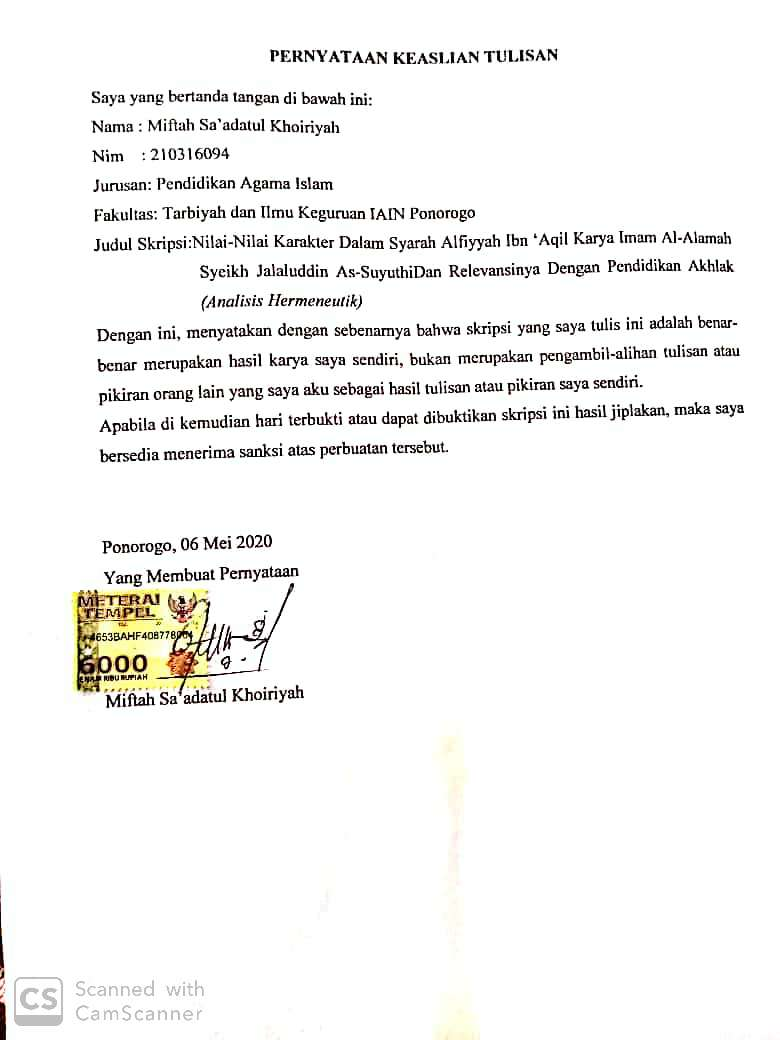 PERNYATAAN KEASLIAN TULISAN
Saya yang bertanda tangan di bawah ini:
Nama : Miftah Sa'adatul Khoiriyah
Nim : 210316094
Jurusan: Pendidikan Agama Islam
Fakultas: Tarbiyah dan Ilmu Keguruan IAIN Ponorogo
Judul Skripsi:Nilai-Nilai Karakter Dalam Syarah Alfiyyah Ibn ‘Aqil Karya Imam Al-Alamah
Syeikh Jalaluddin As-SuyuthiDan Relevansinya Dengan Pendidikan Akhlak
(Analisis Hermeneutik)
Dengan ini, menyatakan dengan sebenarnya bahwa skripsi yang saya tulis ini adalah benar-
benar merupakan hasil karya saya sendiri, bukan merupakan pengambil-alihan tulisan atau
pikiran orang lain yang saya aku sebagai hasil tulisan atau pikiran saya sendiri.
Apabila di kemudian hari terbukti atau dapat dibuktikan skripsi ini hasil jiplakan, maka saya
bersedia menerima sanksi atas perbuatan tersebut.
Ponorogo, 06 Mei 2020
Yang Membuat Pernyataan
METERAI
TEMPEL
6000
ENAM RIBU RUPIAH
Miftah Sa'adatul Khoiriyah
CS Scanned with
CamScanner